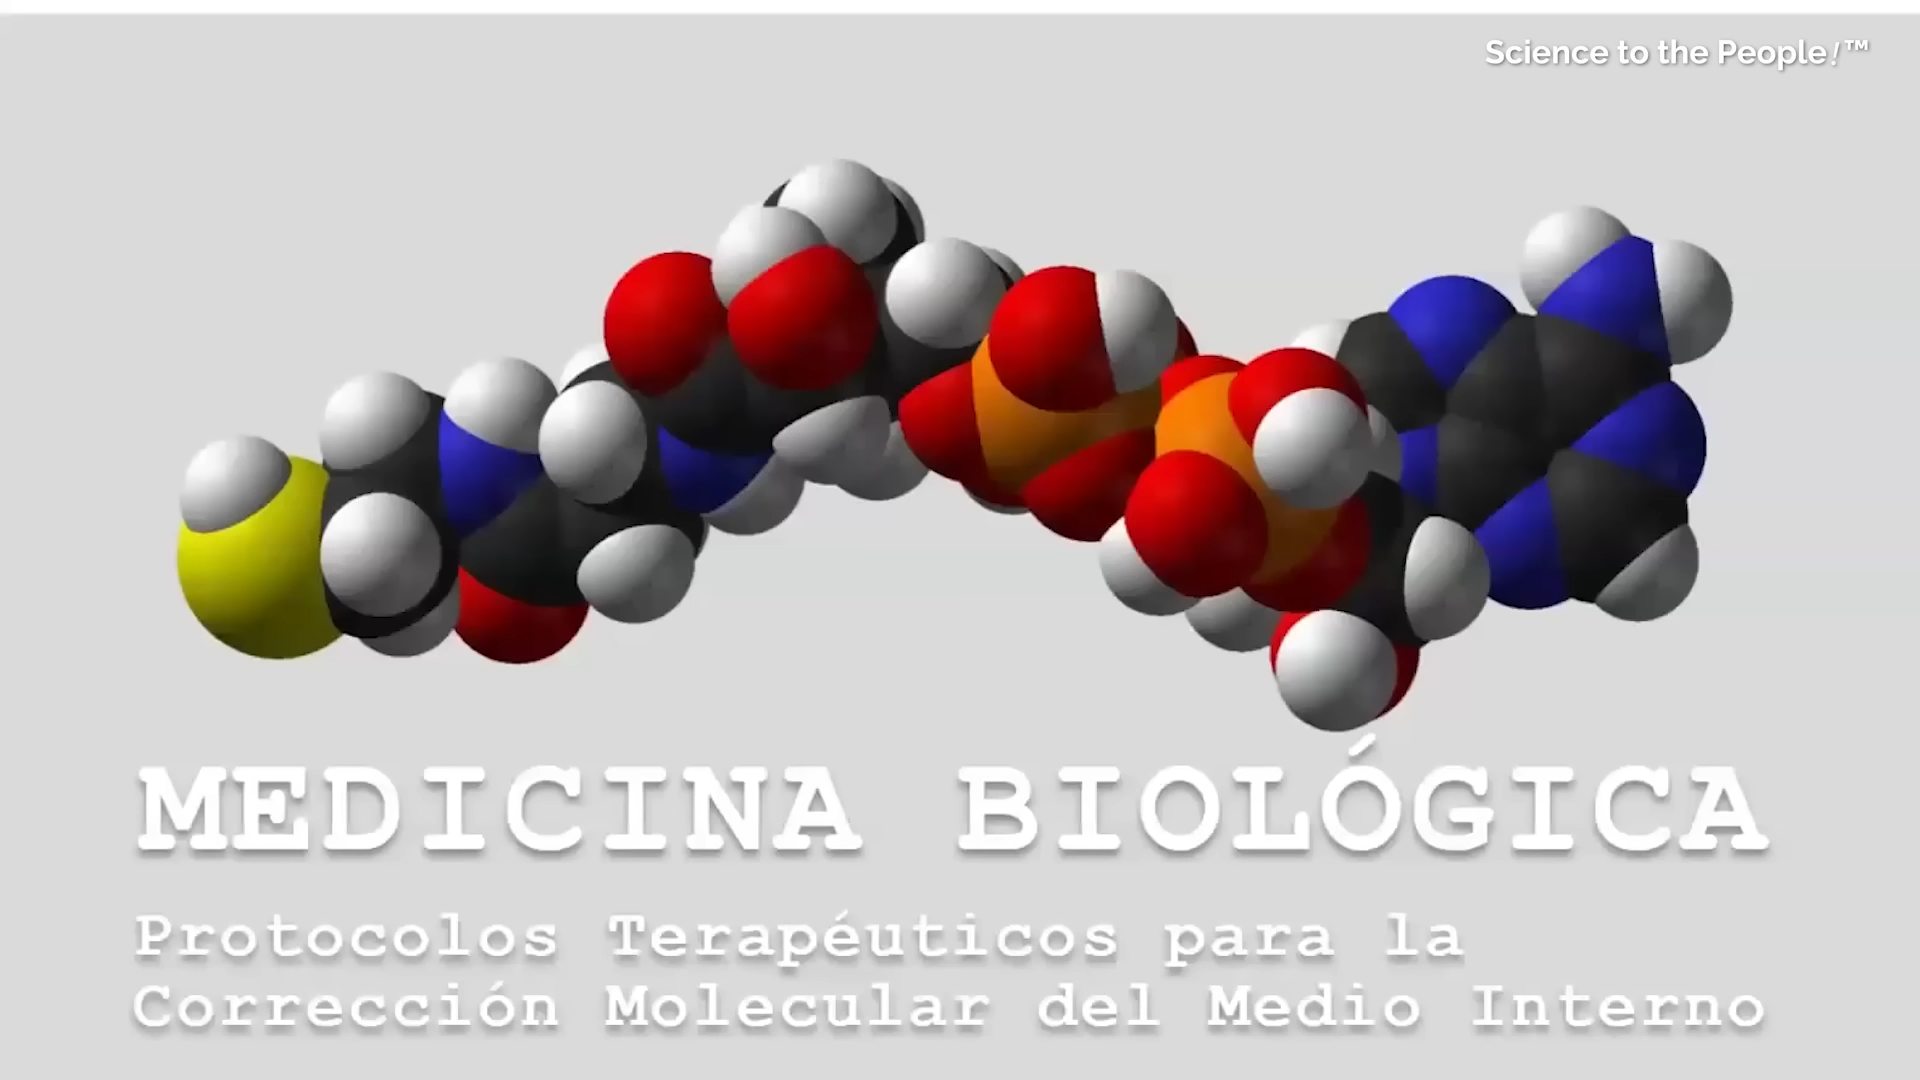 Science to the People!™
MEDICINA BIOLÓGICA
Protocolos Terapéuticos para la
Corrección Molecular del Medio Interno